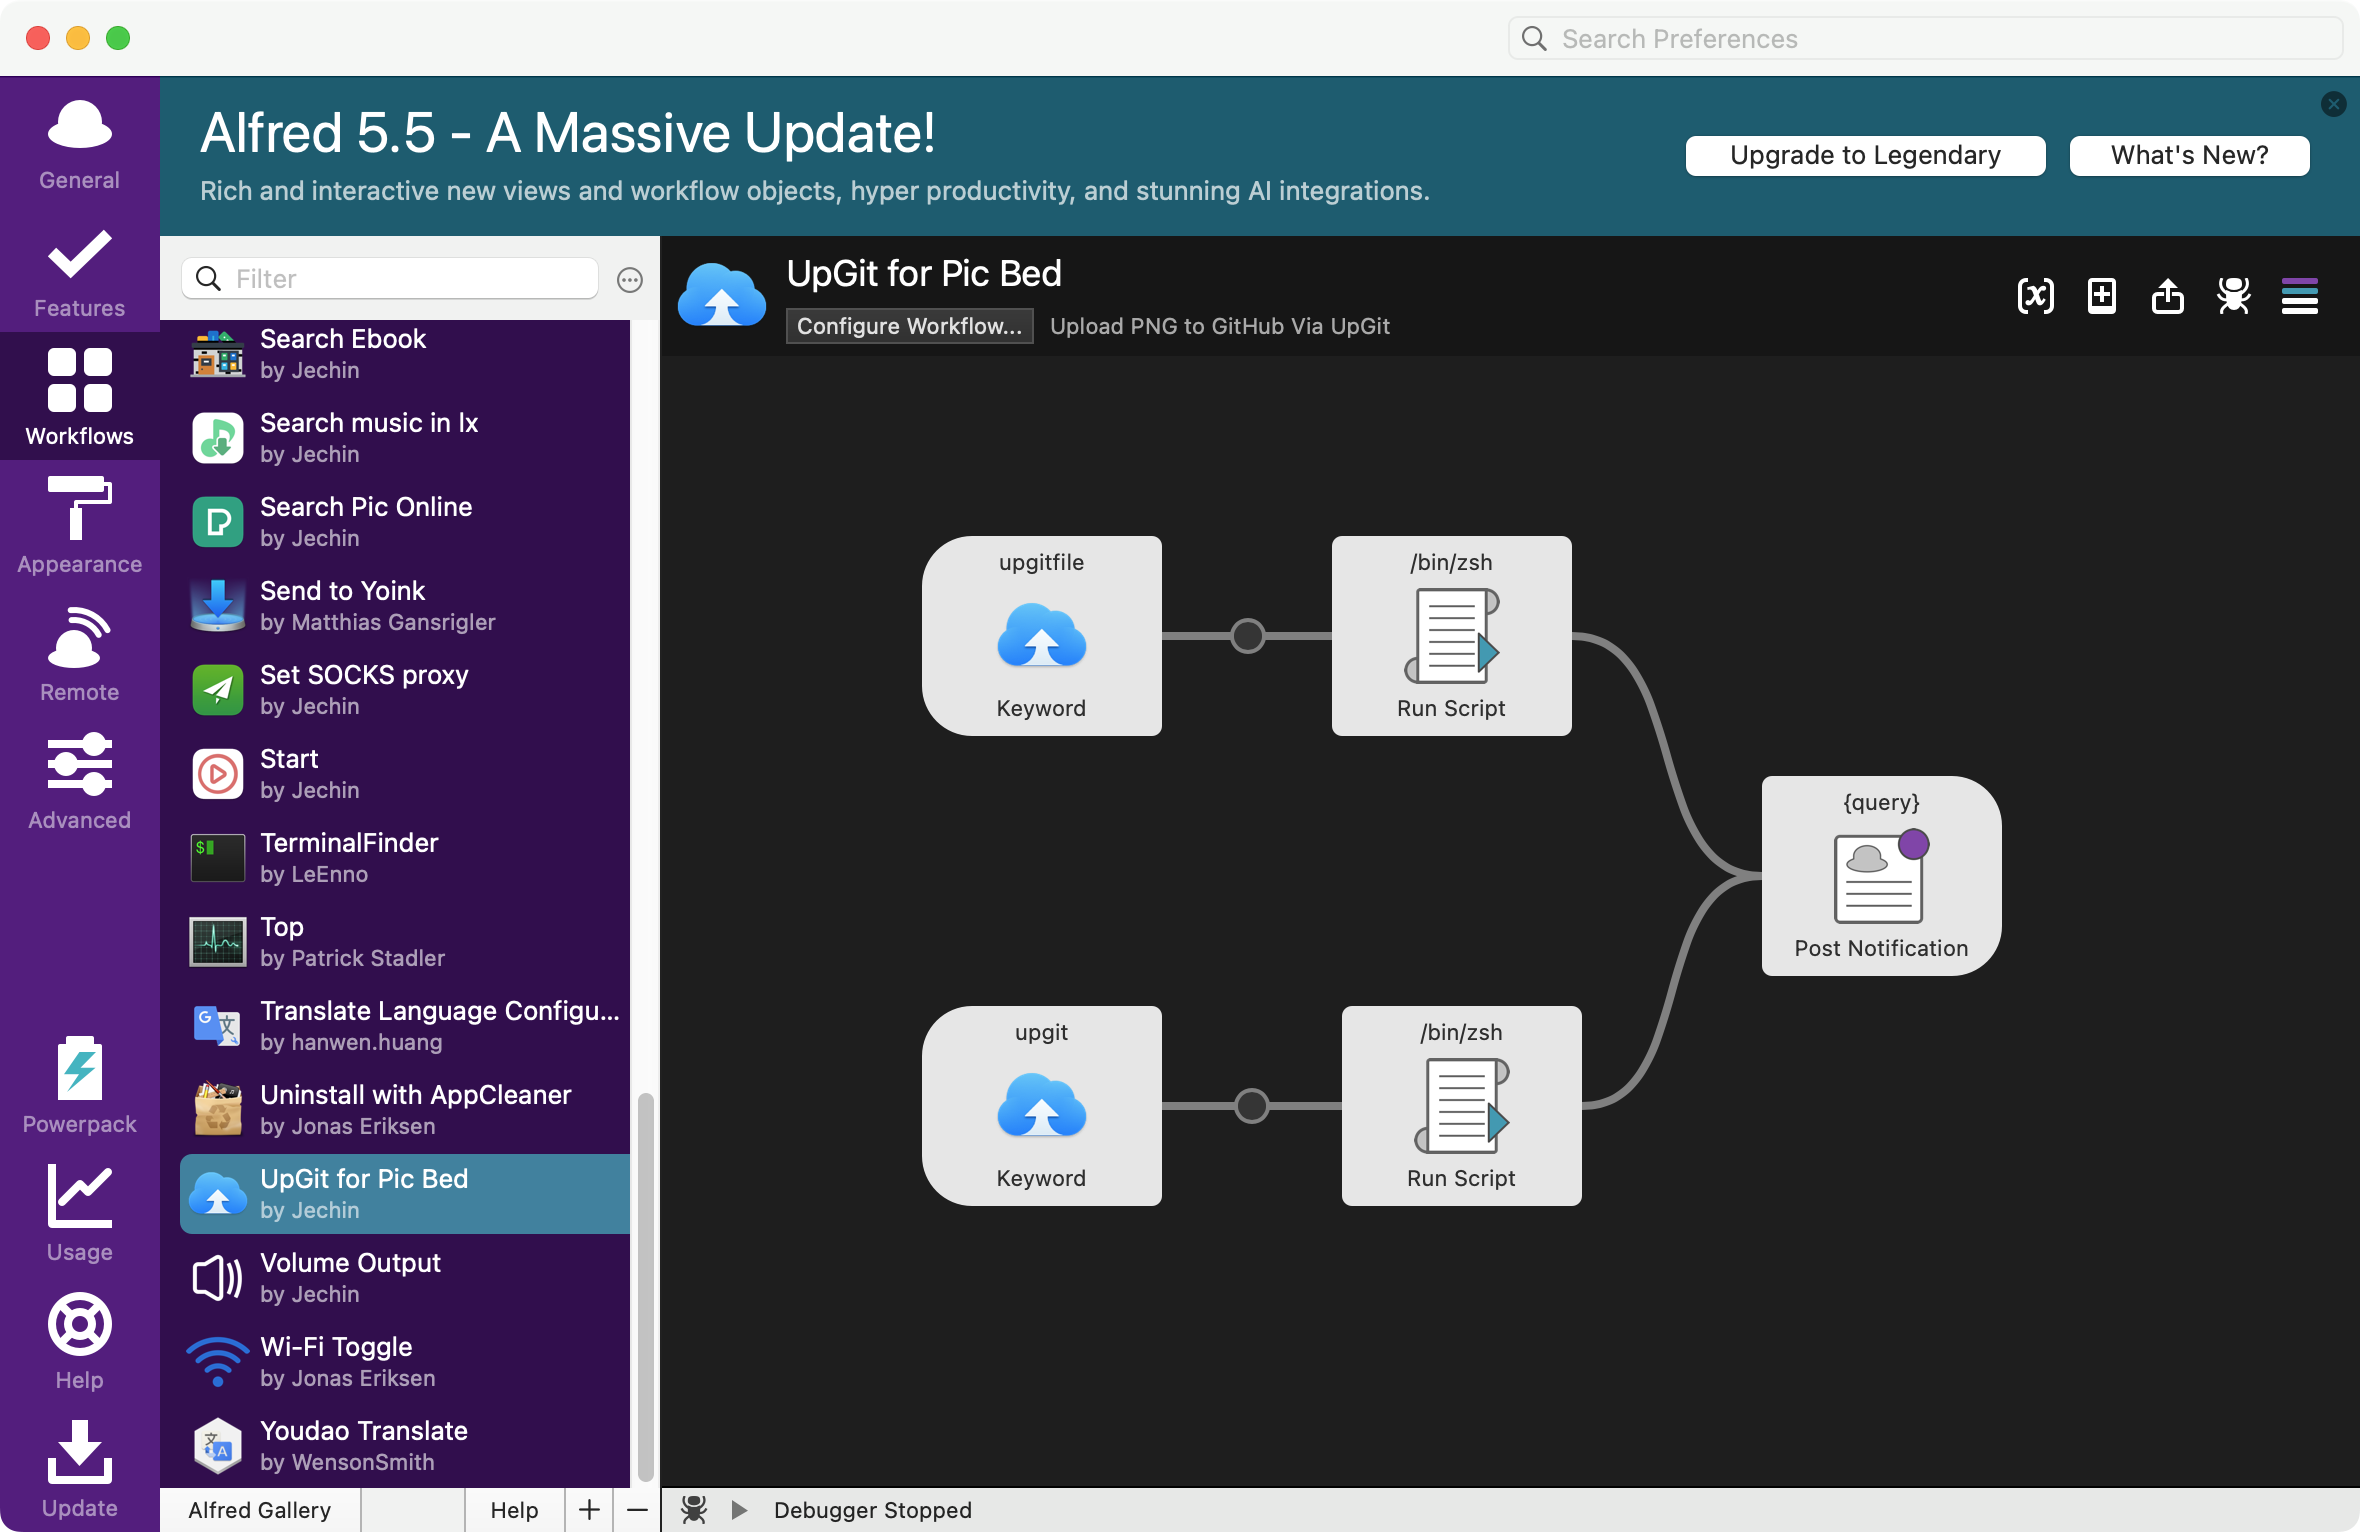 Search Preferences
Alfred 5.5 - A Massive Update!
Rich and interactive new views and workflow objects, hyper productivity, and stunning AI integrations.
Upgrade to Legendary
What's New?
General
Features
Workflows
Appearance
Remote
Advanced
Powerpack
Usage
Help
Update
Filter
Search Ebook
by Jechin
Search music in lx
by Jechin
Search Pic Online
by Jechin
Send to Yoink
by Matthias Gansrigler
Set SOCKS proxy
by Jechin
Start
by Jechin
TerminalFinder
by LeEnno
Top
by Patrick Stadler
Translate Language Configu...
by hanwen.huang
Uninstall with AppCleaner
by Jonas Eriksen
UpGit for Pic Bed
by Jechin
Volume Output
by Jechin
Wi-Fi Toggle
by Jonas Eriksen
Youdao Translate
by WensonSmith
Alfred Gallery
Help
+
−
UpGit for Pic Bed
Configure Workflow...
Upload PNG to GitHub Via UpGit
upgitfile
Keyword
/bin/zsh
Run Script
{query}
Post Notification
upgit
Keyword
/bin/zsh
Run Script
Debugger Stopped